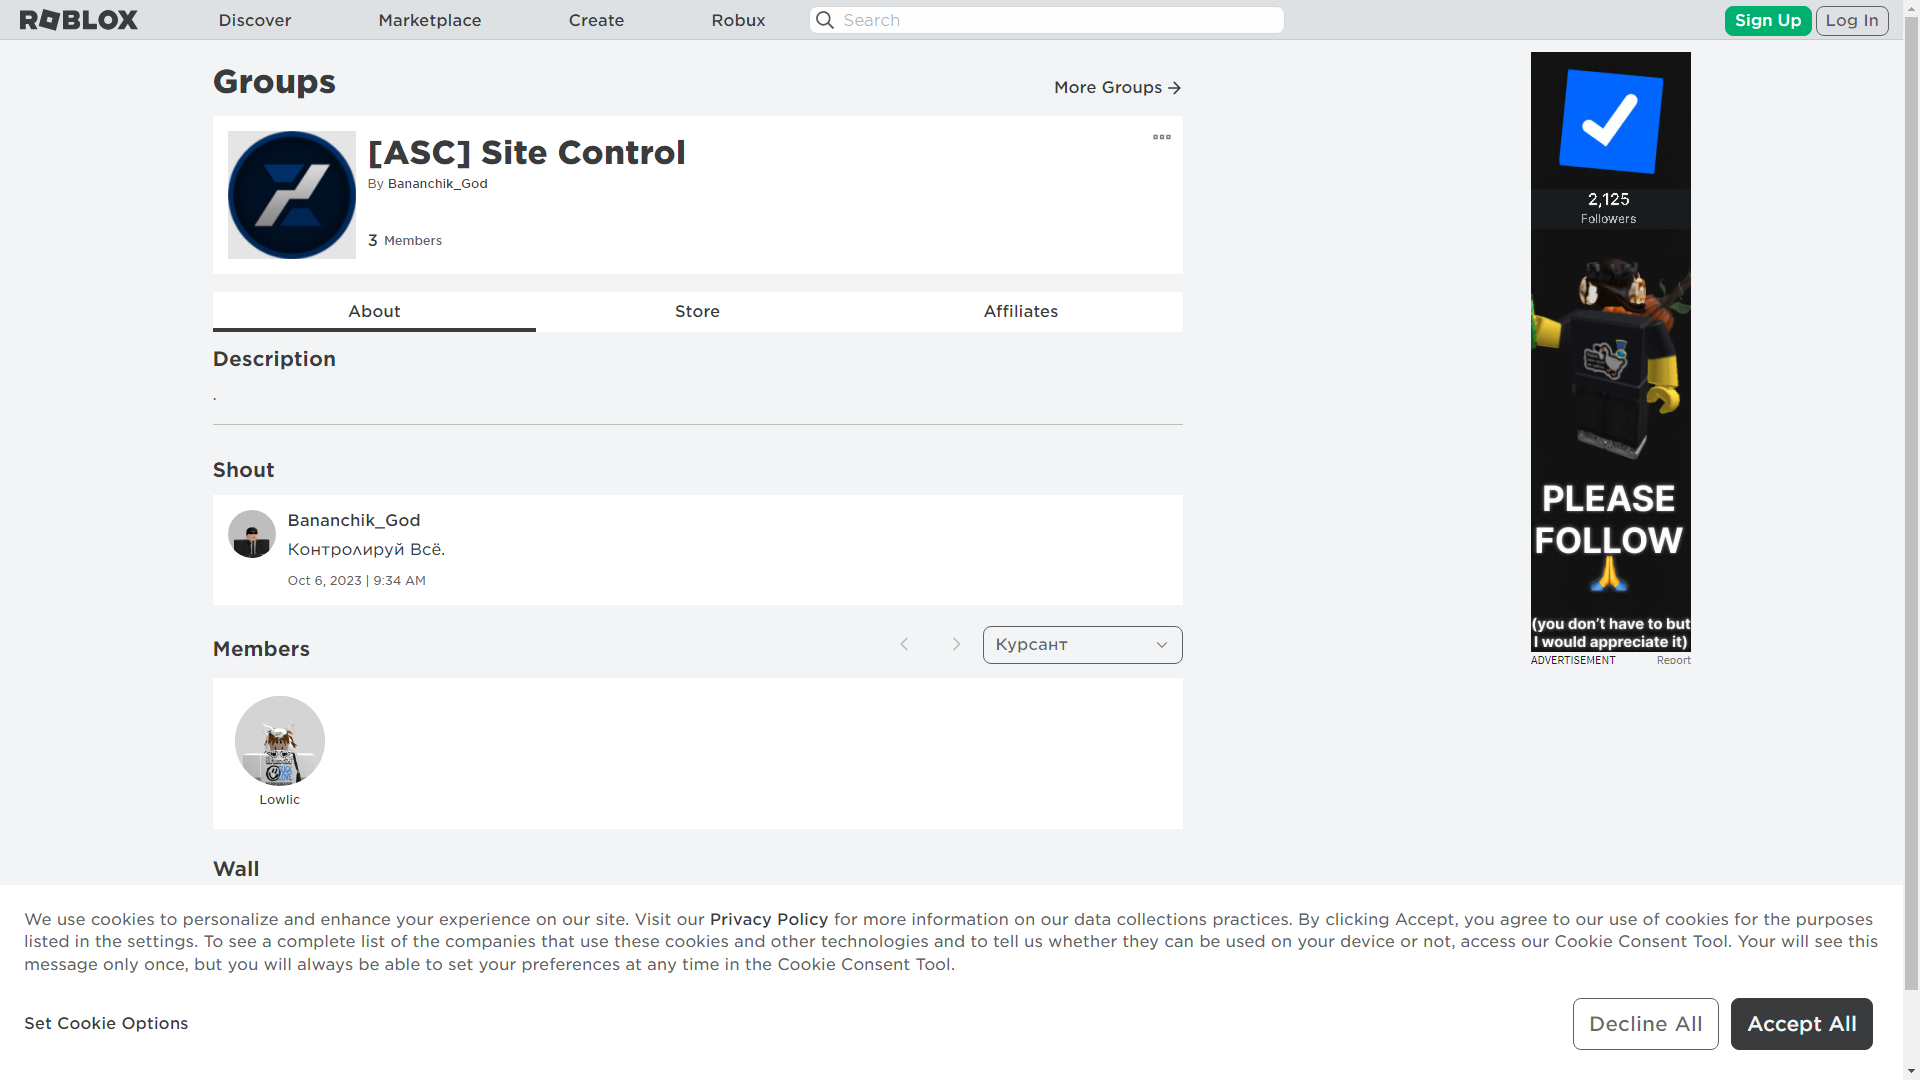 ROBLOX
Discover
Marketplace
Create
Robux
Search
Sign Up
Log In
Groups
More Groups
[ASC] Site Control
By Bananchik_God
3 Members
About
Store
Affiliates
Description
.
Shout
Bananchik_God
Контролируй Всё.
Oct 6, 2023 | 9:34 AM
Members
Курсант
Lowlic
Wall
2,125
Followers
PLEASE
FOLLOW
(you don't have to but
I would appreciate it)
ADVERTISEMENT
Report
We use cookies to personalize and enhance your experience on our site. Visit our Privacy Policy for more information on our data collections practices. By clicking Accept, you agree to our use of cookies for the purposes
listed in the settings. To see a complete list of the companies that use these cookies and other technologies and to tell us whether they can be used on your device or not, access our Cookie Consent Tool. Your will see this
message only once, but you will always be able to set your preferences at any time in the Cookie Consent Tool.
Set Cookie Options
Decline All
Accept All